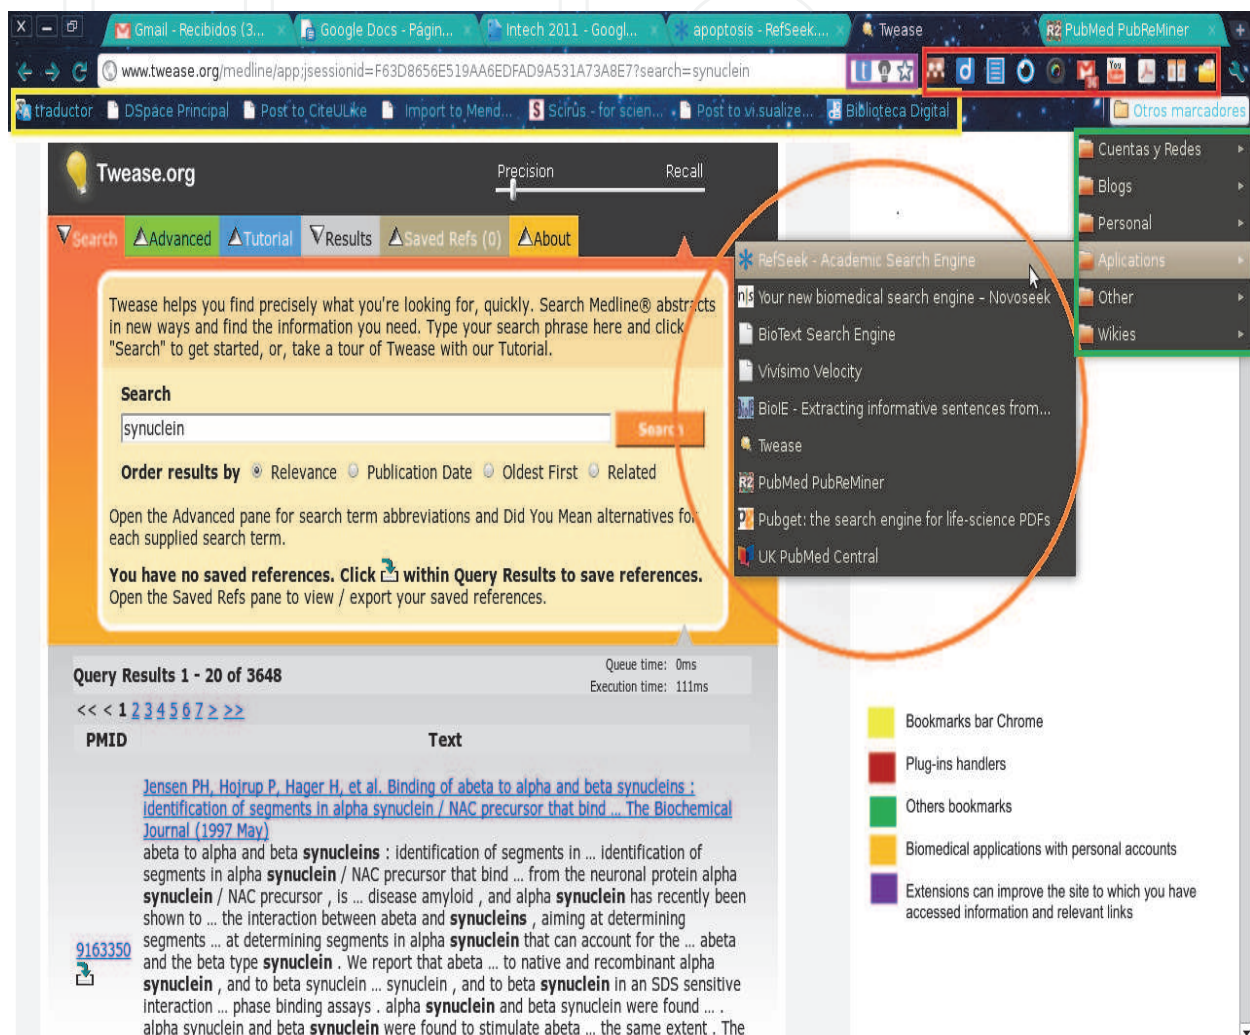 Gmail - Recibidos (3...
Google Docs - Págin...
Intech 2011 - Googl...
apoptosis - RefSeek....
Twease
PubMed PubReMiner
www.twease.org/medline/app;jsessionid=F63D8656E519AA6EDFAD9A531A73A8E7?search=synuclein
traductor
DSpace Principal
Post to CiteULike
Import to Mend...
Scirus - for scien...
Post to vi.sualize...
Biblioteca Digital
Otros marcadores
Cuentas y Redes
Blogs
Personal
Aplications
Other
Wikies
Twease.org
Precision
Recall
Search
Advanced
Tutorial
Results
Saved Refs (0)
About
RefSeek - Academic Search Engine
Your new biomedical search engine – Novoseek
BioText Search Engine
Vivísimo Velocity
BioIE - Extracting informative sentences from...
Twease
PubMed PubReMiner
Pubget: the search engine for life-science PDFs
UK PubMed Central
Twease helps you find precisely what you're looking for, quickly. Search Medline® abstracts
in new ways and find the information you need. Type your search phrase here and click
"Search" to get started, or, take a tour of Twease with our Tutorial.
Search
synuclein
Search
Order results by Relevance Publication Date Oldest First Related
Open the Advanced pane for search term abbreviations and Did You Mean alternatives for
each supplied search term.
You have no saved references. Click within Query Results to save references.
Open the Saved Refs pane to view / export your saved references.
Query Results 1 - 20 of 3648
Queue time: 0ms
Execution time: 111ms
<< < 1 2 3 4 5 6 7 > >>
PMID
Text
Jensen PH, Hojrup P, Hager H, et al. Binding of abeta to alpha and beta synucleins :
identification of segments in alpha synuclein / NAC precursor that bind ... The Biochemical
Journal (1997 May)
abeta to alpha and beta synucleins : identification of segments in ... identification of
segments in alpha synuclein / NAC precursor that bind ... from the neuronal protein alpha
synuclein / NAC precursor , is ... disease amyloid , and alpha synuclein has recently been
shown to ... the interaction between abeta and synucleins , aiming at determining
segments ... at determining segments in alpha synuclein that can account for the ... abeta
and the beta type synuclein . We report that abeta ... to native and recombinant alpha
synuclein , and to beta synuclein ... synuclein , and to beta synuclein in an SDS sensitive
interaction ... phase binding assays . alpha synuclein and beta synuclein were found ... .
alpha synuclein and beta synuclein were found to stimulate abeta ... the same extent . The
9163350
Bookmarks bar Chrome
Plug-ins handlers
Others bookmarks
Biomedical applications with personal accounts
Extensions can improve the site to which you have
accessed information and relevant links